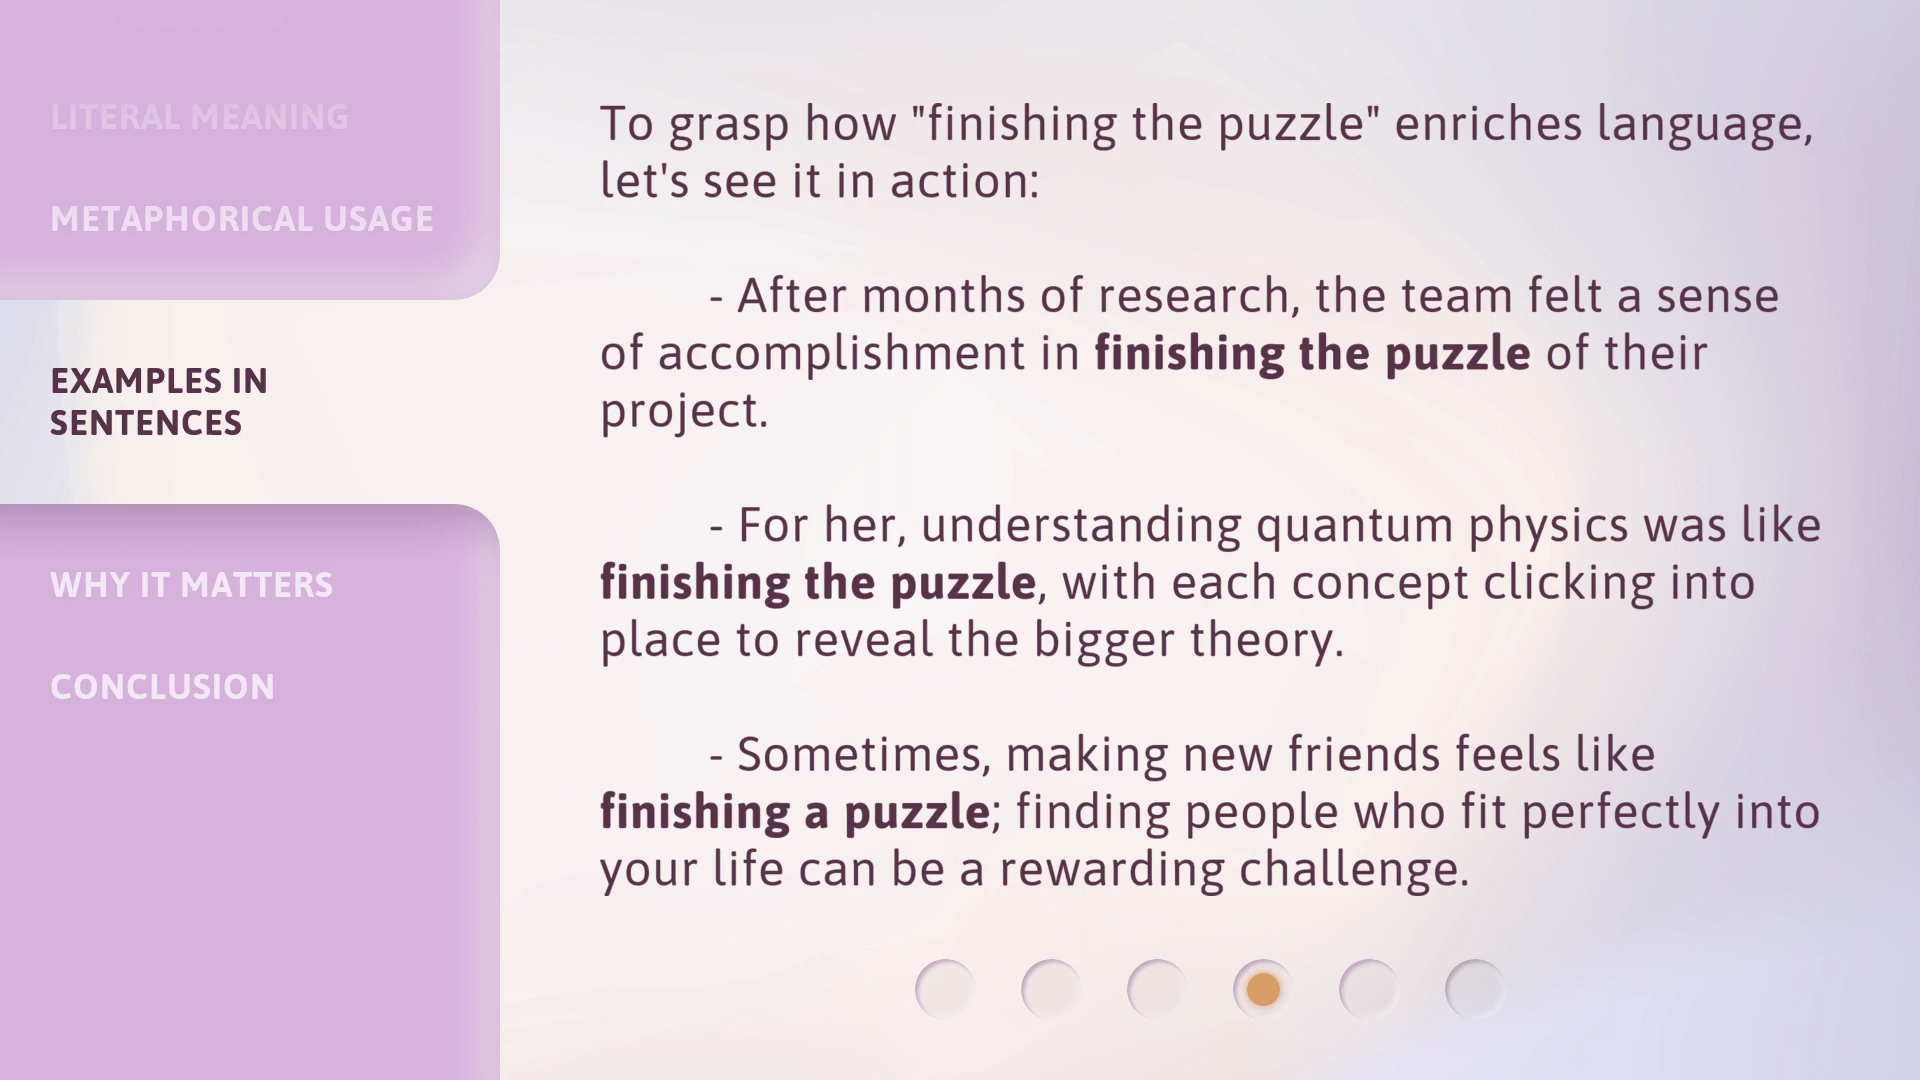 LITERAL MEANING
METAPHORICAL USAGE
EXAMPLES IN
SENTENCES
WHY IT MATTERS
CONCLUSION
To grasp how "finishing the puzzle" enriches language,
let's see it in action:
- After months of research, the team felt a sense
of accomplishment in finishing the puzzle of their
project.
- For her, understanding quantum physics was like
finishing the puzzle, with each concept clicking into
place to reveal the bigger theory.
- Sometimes, making new friends feels like
finishing a puzzle; finding people who fit perfectly into
your life can be a rewarding challenge.